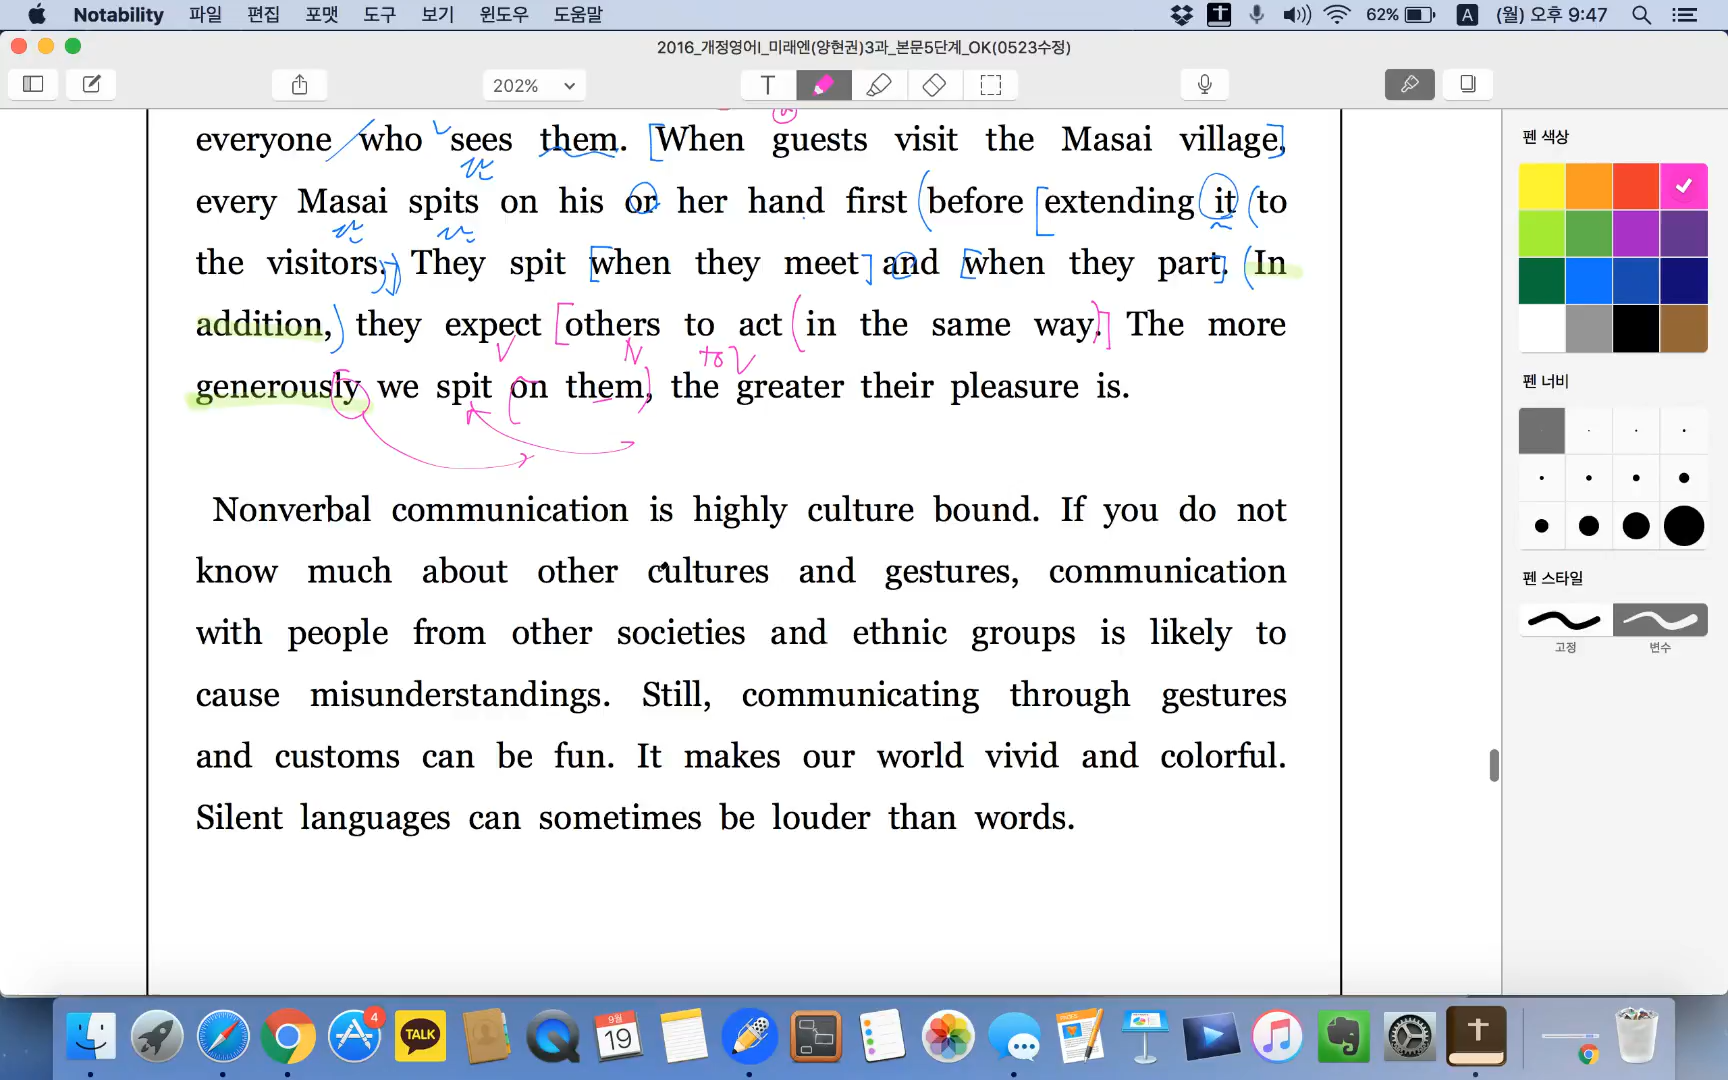 Notability 파일 편집 포맷 도구 보기 윈도우 도움말 62% A (월) 오후 9:47
2016_개정영어I_미래엔(양현권)3과_본문5단계_OK(0523수정)
202% T
everyone who sees them. [When guests visit the Masai village,]
every Masai spits on his or her hand first (before [extending it (to
the visitors.)]) They spit [when they meet] and [when they part.] (In
addition,) they expect [others to act (in the same way.)] The more
V N to V
generously we spit (on them), the greater their pleasure is.
Nonverbal communication is highly culture bound. If you do not
know much about other cultures and gestures, communication
with people from other societies and ethnic groups is likely to
cause misunderstandings. Still, communicating through gestures
and customs can be fun. It makes our world vivid and colorful.
Silent languages can sometimes be louder than words.
펜 색상
펜 너비
펜 스타일
고정 변수
4
TALK
9월
19